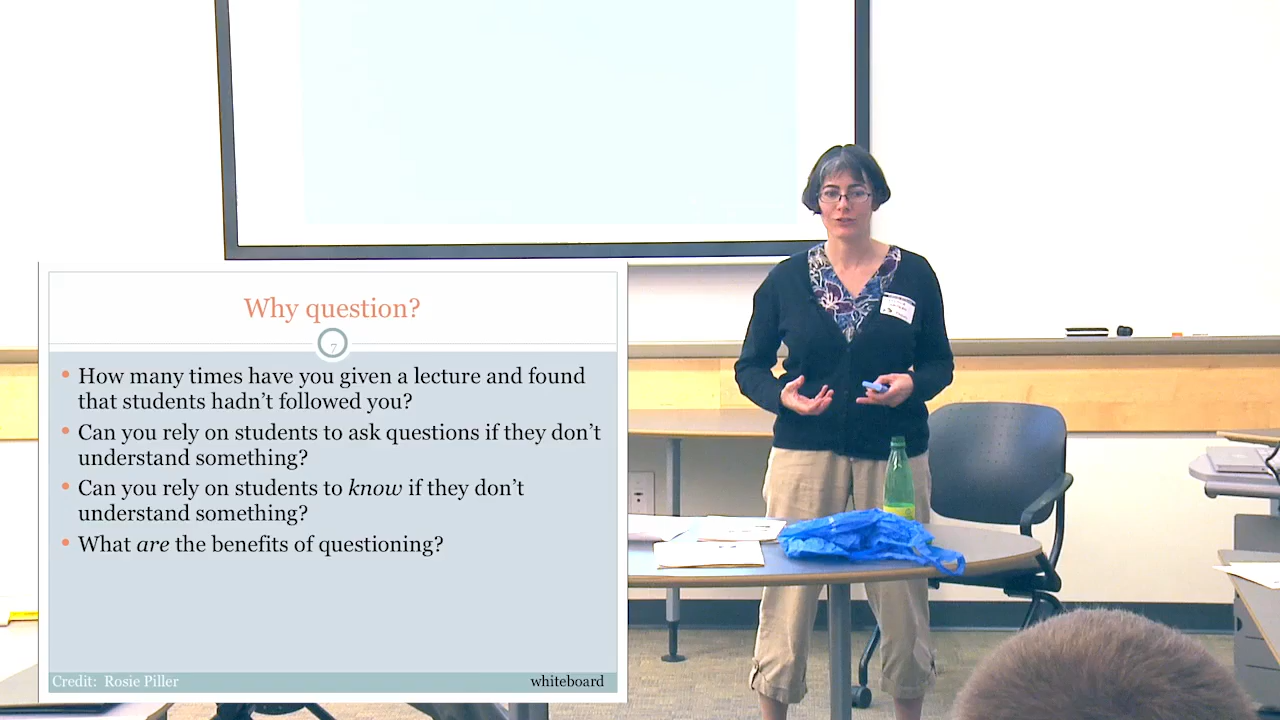 Why question?
7
• How many times have you given a lecture and found
that students hadn't followed you?
• Can you rely on students to ask questions if they don't
understand something?
• Can you rely on students to know if they don't
understand something?
• What are the benefits of questioning?
Credit: Rosie Piller
whiteboard